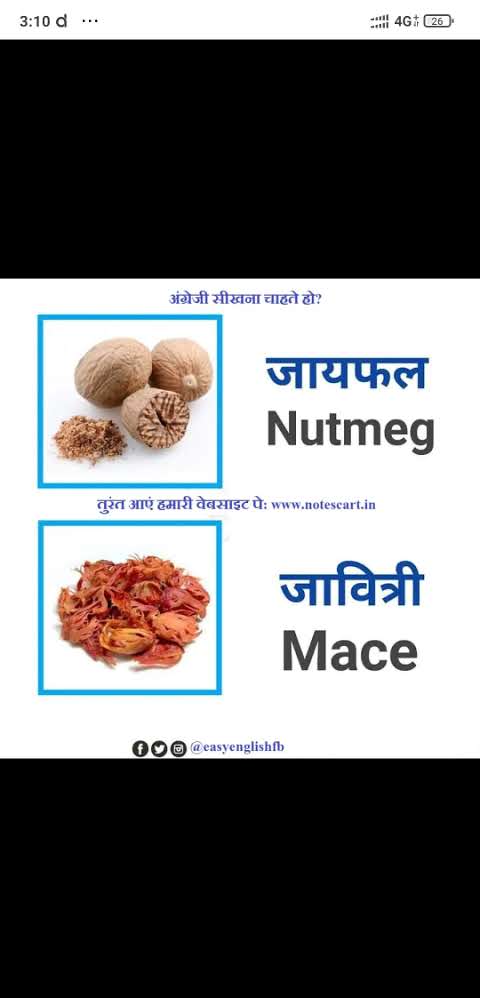 3:10 d ...
4G 26
अंग्रेजी सीखना चाहते हो?
जायफल
Nutmeg
तुरंत आएं हमारी वेबसाइट पे: www.notescart.in
जावित्री
Mace
@easyenglishfb